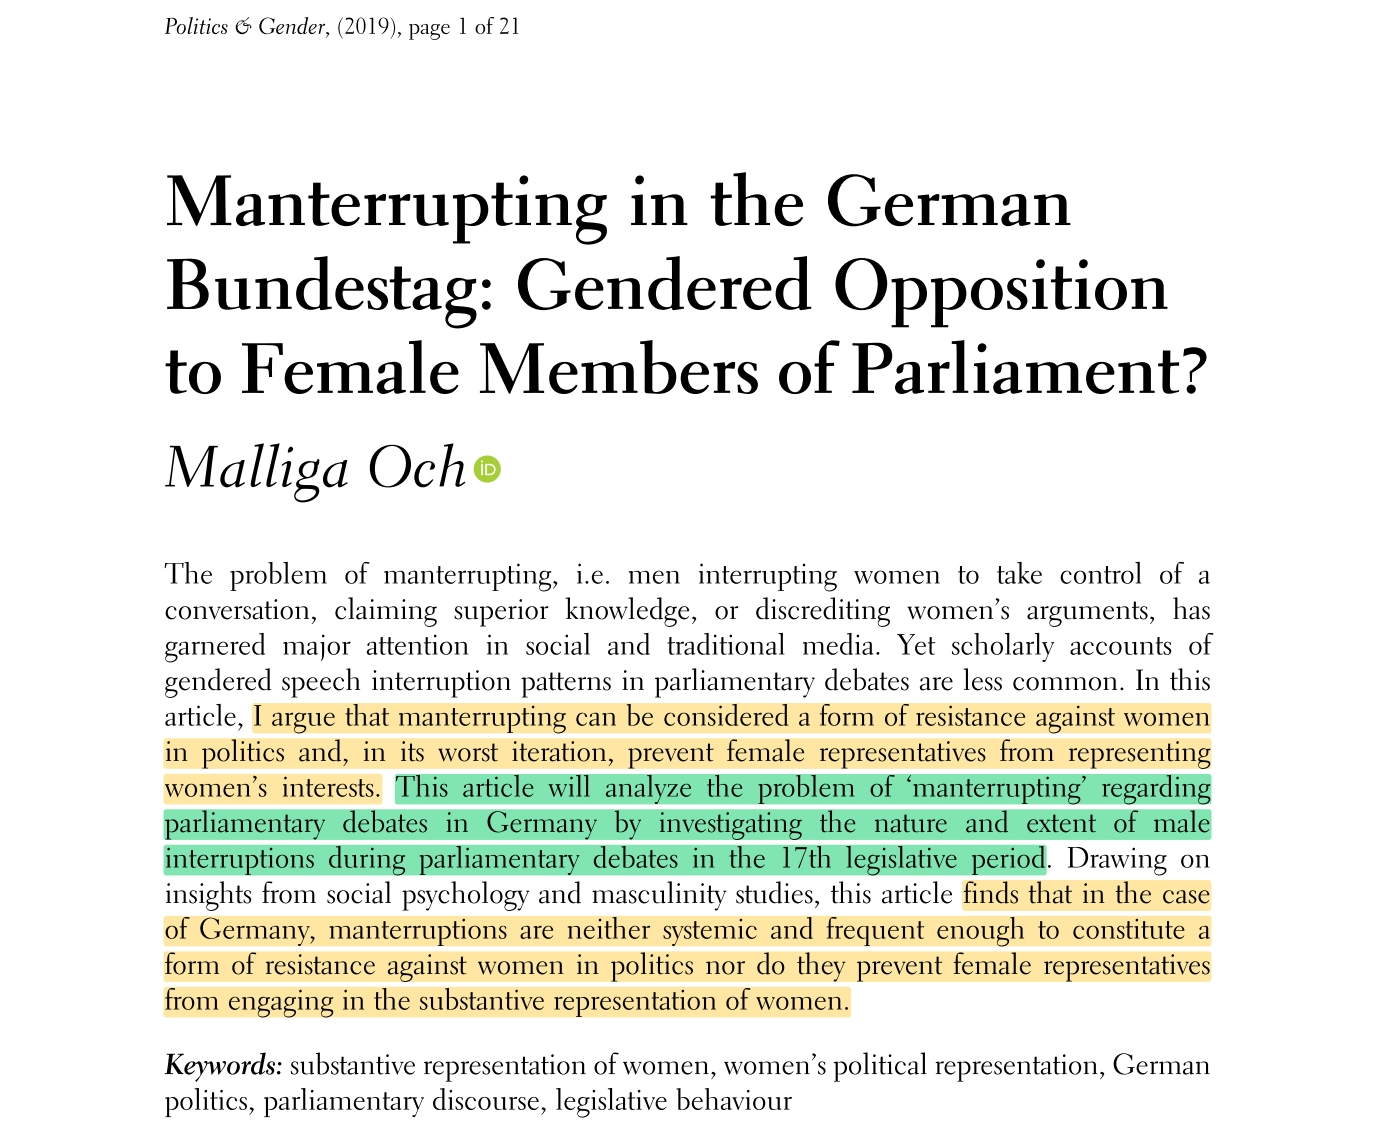 Politics & Gender, (2019), page 1 of 21
Manterrupting in the German
Bundestag: Gendered Opposition
to Female Members of Parliament?
Malliga Och iD
The problem of manterrupting, i.e. men interrupting women to take control of a
conversation, claiming superior knowledge, or discrediting women’s arguments, has
garnered major attention in social and traditional media. Yet scholarly accounts of
gendered speech interruption patterns in parliamentary debates are less common. In this
article, I argue that manterrupting can be considered a form of resistance against women
in politics and, in its worst iteration, prevent female representatives from representing
women’s interests. This article will analyze the problem of ‘manterrupting’ regarding
parliamentary debates in Germany by investigating the nature and extent of male
interruptions during parliamentary debates in the 17th legislative period. Drawing on
insights from social psychology and masculinity studies, this article finds that in the case
of Germany, manterruptions are neither systemic and frequent enough to constitute a
form of resistance against women in politics nor do they prevent female representatives
from engaging in the substantive representation of women.
Keywords: substantive representation of women, women’s political representation, German
politics, parliamentary discourse, legislative behaviour